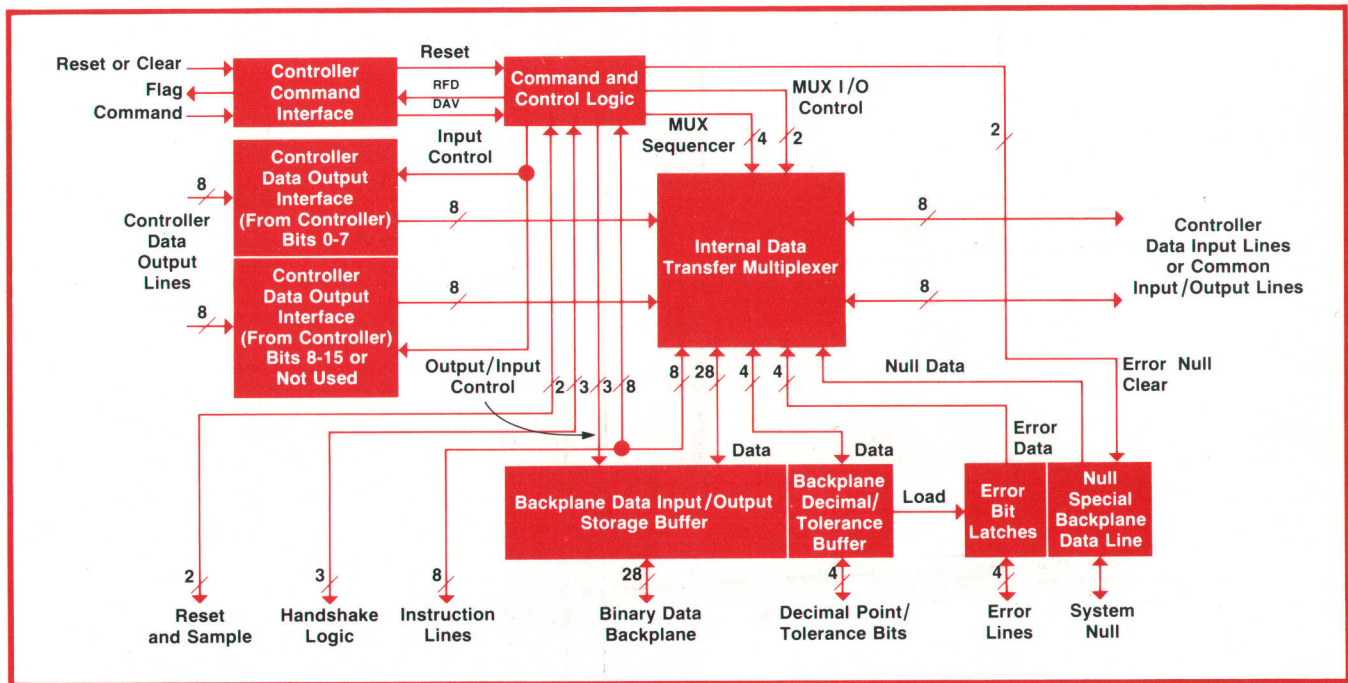 Reset or Clear
Flag
Command
Controller
Command
Interface
Reset
RFD
DAV
Command and
Control Logic
MUX I/O
Control
MUX
Sequencer
4
2
2
Input
Control
Controller
Data Output
Interface
(From Controller)
Bits 0-7
8
Controller
Data
Output
Lines
8
8
Controller
Data Output
Interface
(From Controller)
Bits 8-15 or
Not Used
8
Internal Data
Transfer Multiplexer
8
8
Controller
Data Input Lines
or Common
Input/Output Lines
Output/Input
Control
2
3
3
8
8
28
4
4
Null Data
Error Null
Clear
Data
Data
Error
Data
Backplane Data Input/Output
Storage Buffer
Backplane
Decimal/
Tolerance
Buffer
Load
Error
Bit
Latches
Null
Special
Backplane
Data Line
2
3
8
28
4
4
Reset
and Sample
Handshake
Logic
Instruction
Lines
Binary Data
Backplane
Decimal Point/
Tolerance Bits
Error
Lines
System
Null